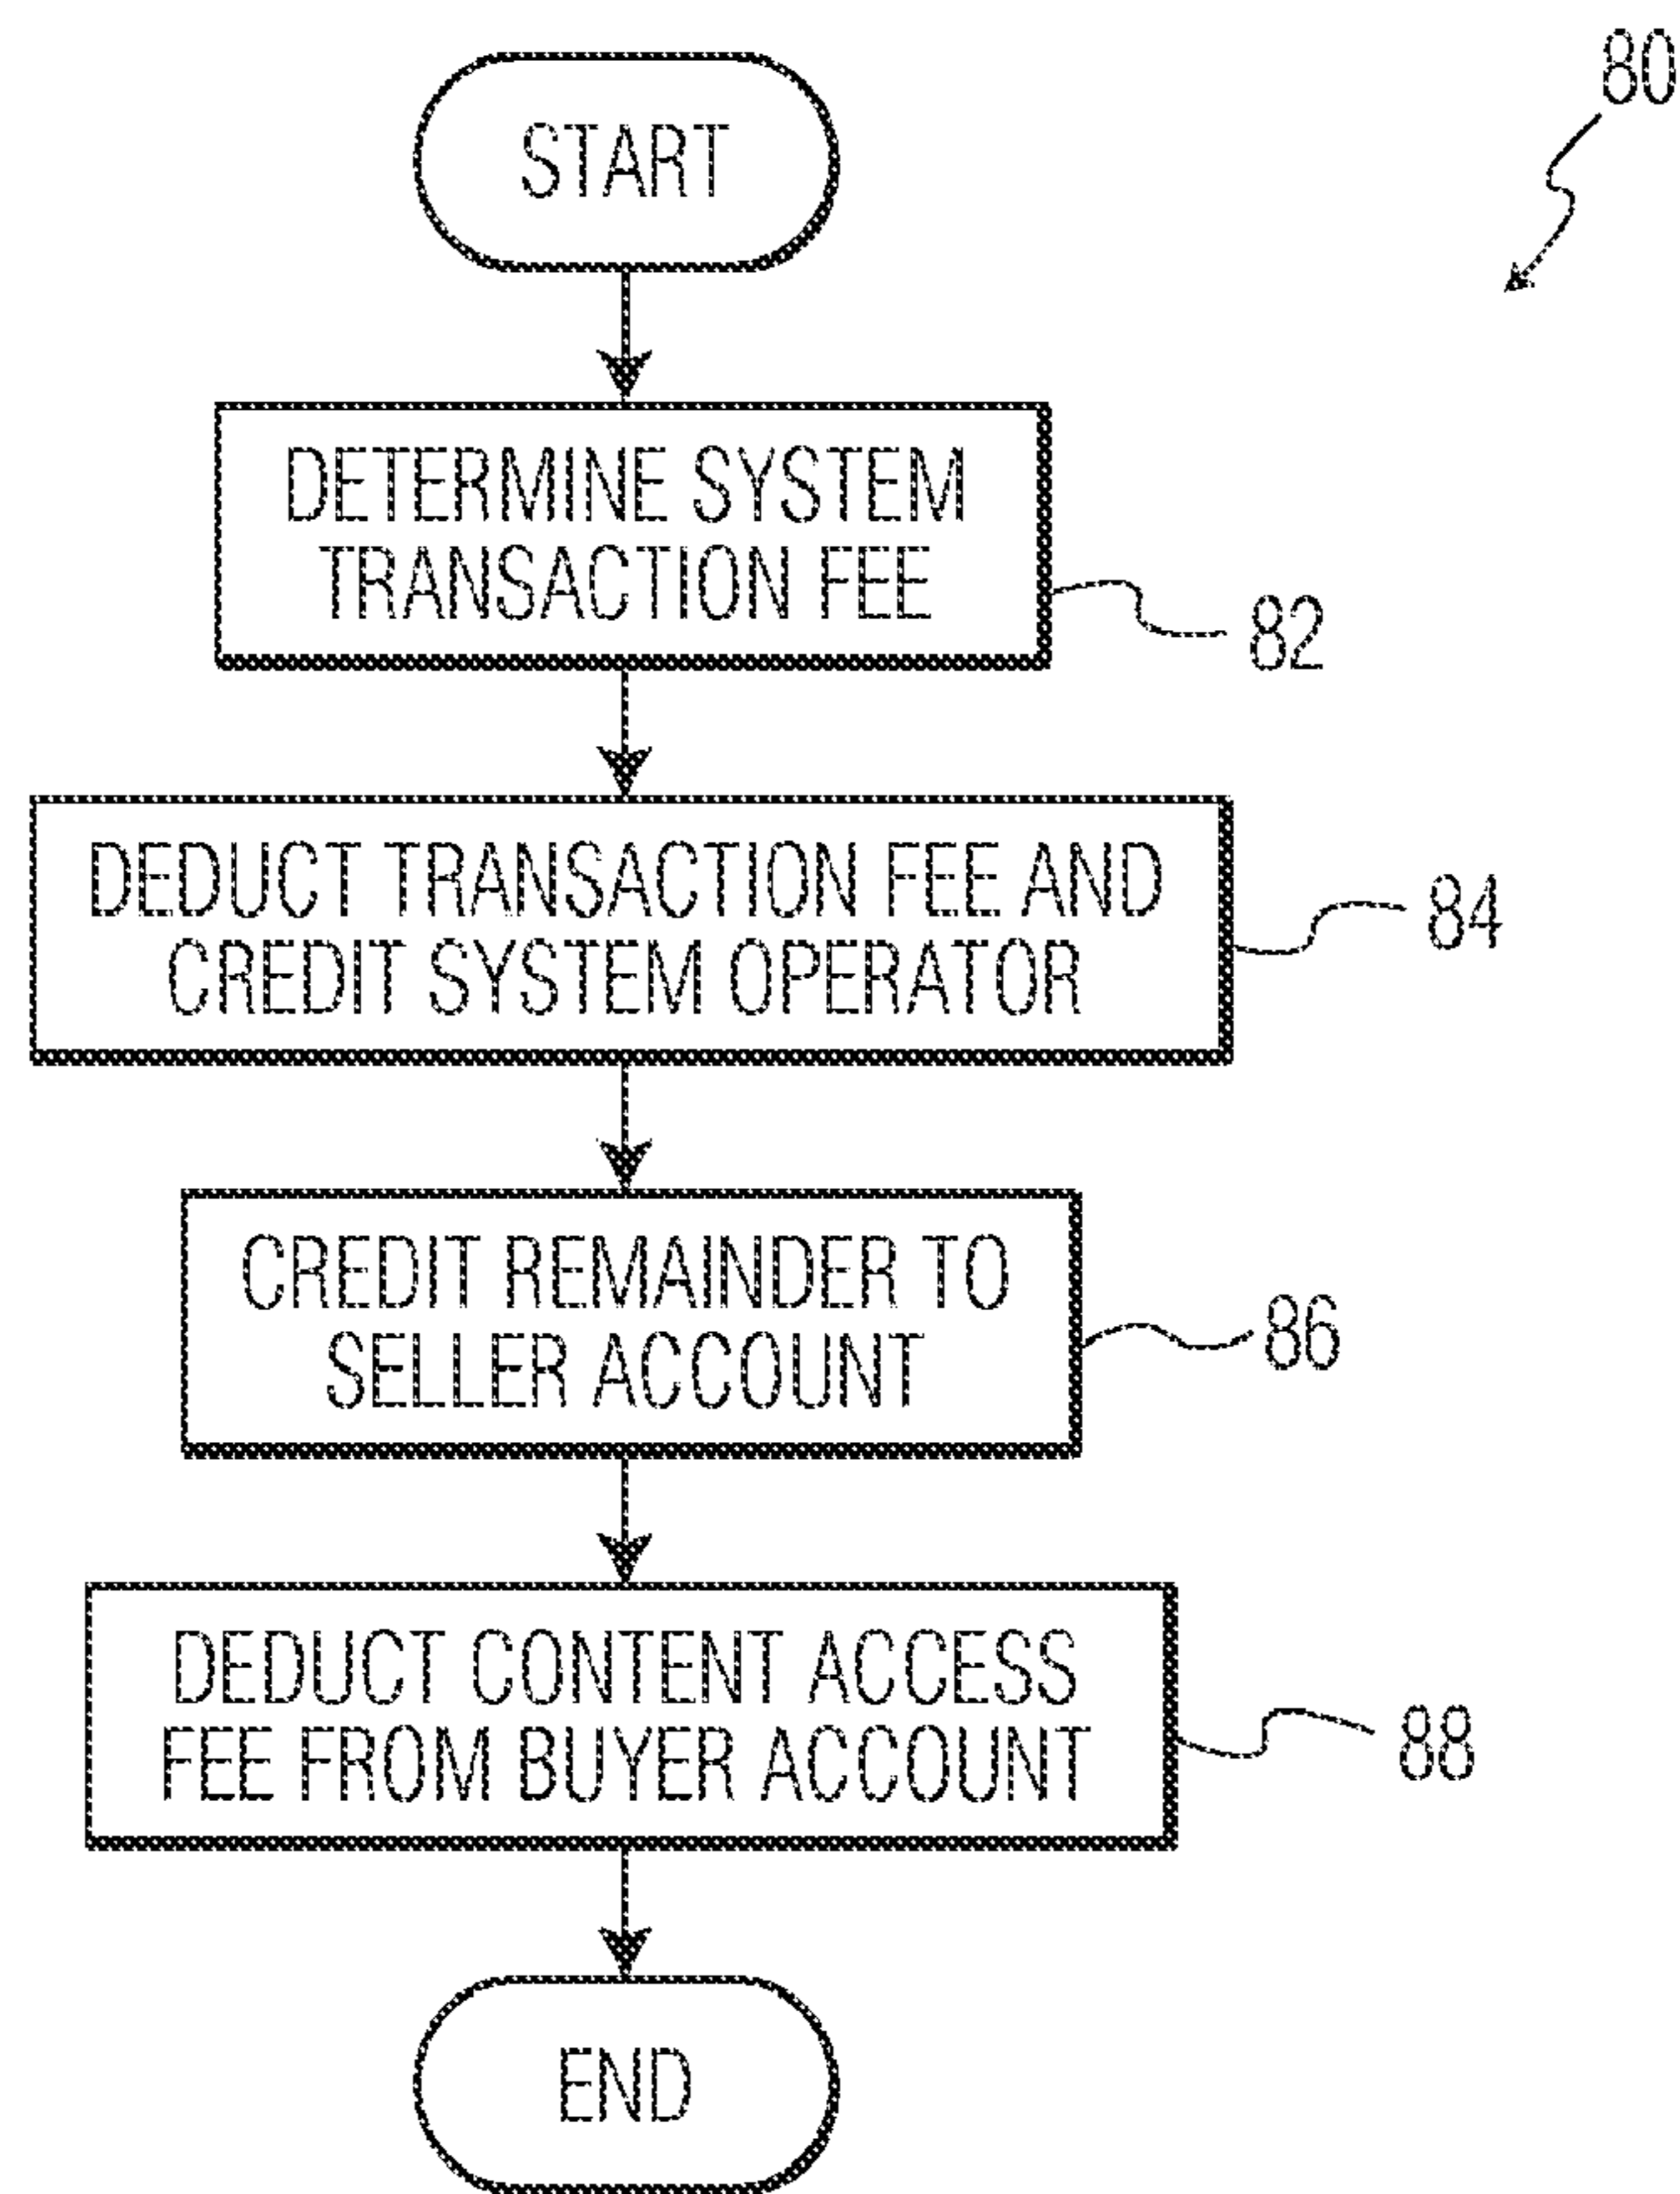 80
START
DETERMINE SYSTEM
TRANSACTION FEE
82
DEDUCT TRANSACTION FEE AND
CREDIT SYSTEM OPERATOR
84
CREDIT REMAINDER TO
SELLER ACCOUNT
86
DEDUCT CONTENT ACCESS
FEE FROM BUYER ACCOUNT
88
END